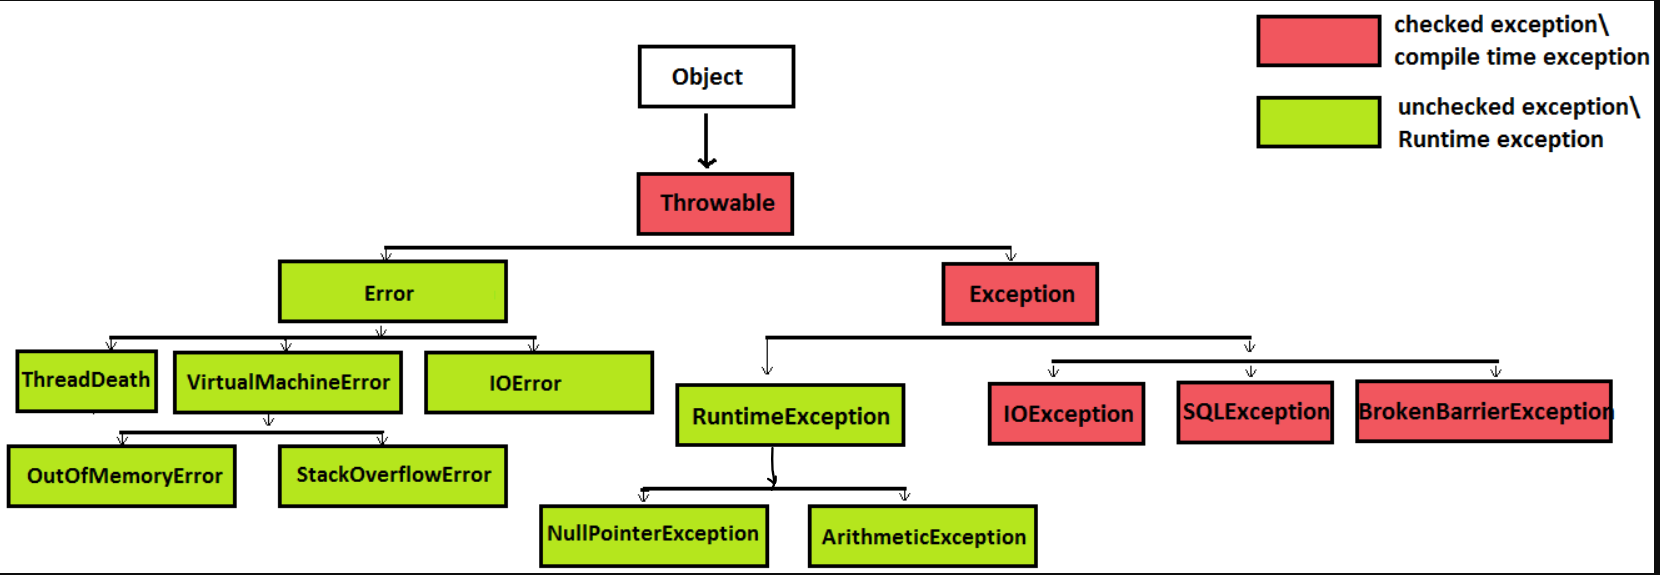 checked exception\
compile time exception
unchecked exception\
Runtime exception
Object
Throwable
Error
Exception
ThreadDeath
VirtualMachineError
IOError
RuntimeException
IOException
SQLException
BrokenBarrierException
OutOfMemoryError
StackOverflowError
NullPointerException
ArithmeticException